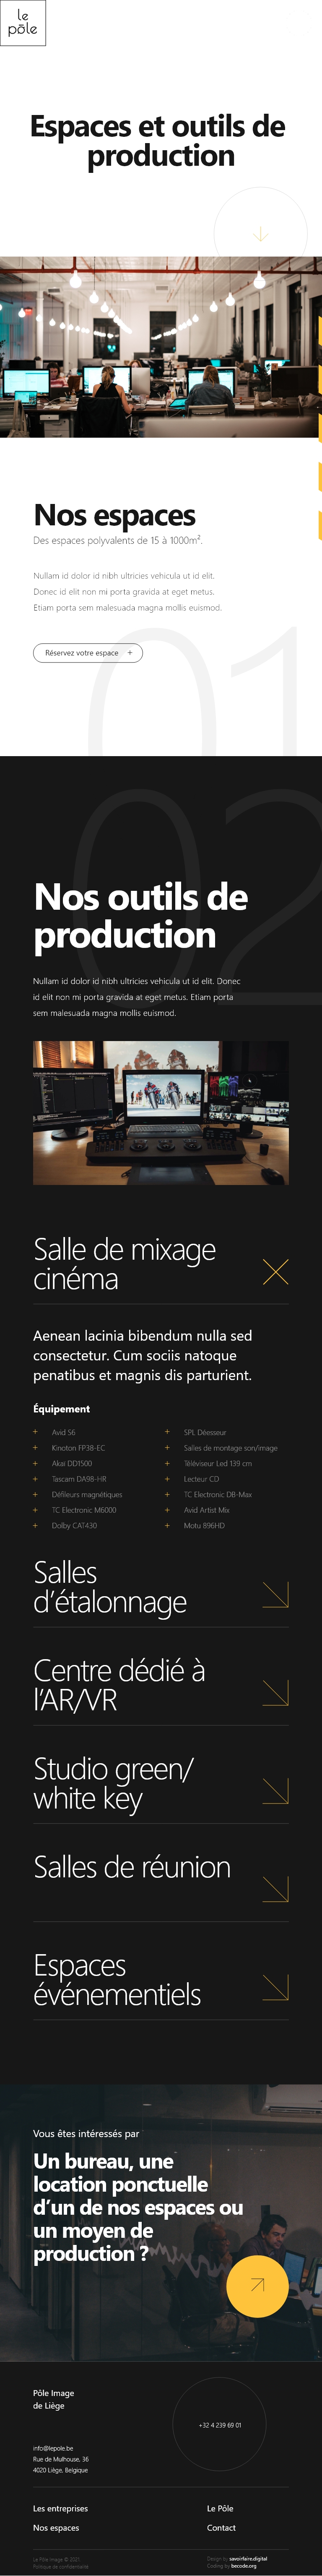 le
pôle
Espaces et outils de
production
Nos espaces
Des espaces polyvalents de 15 à 1000m².
Nullam id dolor id nibh ultricies vehicula ut id elit.
Donec id elit non mi porta gravida at eget metus.
Etiam porta sem malesuada magna mollis euismod.
Réservez votre espace +
01
02
Nos outils de
production
Nullam id dolor id nibh ultricies vehicula ut id elit. Donec
id elit non mi porta gravida at eget metus. Etiam porta
sem malesuada magna mollis euismod.
Salle de mixage
cinéma
Aenean lacinia bibendum nulla sed
consectetur. Cum sociis natoque
penatibus et magnis dis parturient.
Équipement
+ Avid S6
+ Kinoton FP38-EC
+ Akai DD1500
+ Tascam DA98-HR
+ Défileurs magnétiques
+ TC Electronic M6000
+ Dolby CAT430
+ SPL Déesseur
+ Salles de montage son/image
+ Téléviseur Led 139 cm
+ Lecteur CD
+ TC Electronic DB-Max
+ Avid Artist Mix
+ Motu 896HD
Salles
d’étalonnage
Centre dédié à
l’AR/VR
Studio green/
white key
Salles de réunion
Espaces
événementiels
Vous êtes intéressés par
Un bureau, une
location ponctuelle
d’un de nos espaces ou
un moyen de
production ?
Pôle Image
de Liège
+32 4 239 69 01
info@lepole.be
Rue de Mulhouse, 36
4020 Liège, Belgique
Les entreprises
Nos espaces
Le Pôle
Contact
Le Pôle Image © 2021
Politique de confidentialité
Design by savoirfaire.digital
Coding by becode.org